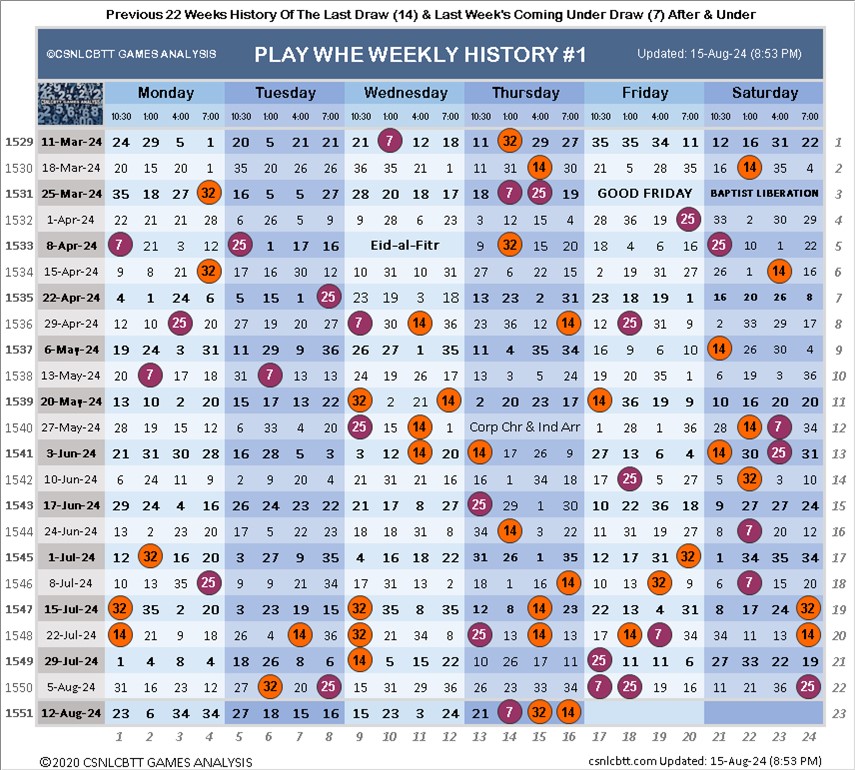 Previous 22 Weeks History Of The Last Draw (14) & Last Week's Coming Under Draw (7) After & Under
©CSNLCBTT GAMES ANALYSIS PLAY WHE WEEKLY HISTORY #1 Updated: 15-Aug-24 (8:53 PM)
CSNLCBTT GAMES ANALYSIS
Monday Tuesday Wednesday Thursday Friday Saturday
10:30 1:00 4:00 7:00 10:30 1:00 4:00 7:00 10:30 1:00 4:00 7:00 10:30 1:00 4:00 7:00 10:30 1:00 4:00 7:00 10:30 1:00 4:00 7:00
1529 11-Mar-24 24 29 5 1 20 5 21 21 21 7 12 18 11 32 29 27 35 35 34 11 12 16 31 22 1
1530 18-Mar-24 20 15 20 1 35 20 26 26 36 35 21 1 11 31 14 30 21 5 28 35 22 14 35 4 2
1531 25-Mar-24 35 18 27 32 16 5 5 27 28 20 18 17 18 7 25 19 GOOD FRIDAY BAPTIST LIBERATION 3
1532 1-Apr-24 22 21 21 28 6 26 5 9 9 28 6 23 3 12 15 4 28 36 19 20 33 2 30 29 4
1533 8-Apr-24 7 21 3 12 25 1 17 16 Eid-al-Fitr 9 32 15 20 18 4 6 16 25 10 1 22 5
1534 15-Apr-24 9 8 21 32 17 16 30 12 10 31 10 31 27 6 22 15 2 19 31 27 26 1 14 16 6
1535 22-Apr-24 4 1 24 6 5 15 1 25 23 19 3 18 13 23 2 31 23 18 19 1 16 20 26 8 7
1536 29-Apr-24 12 10 25 20 27 19 20 27 7 30 14 36 23 36 12 14 12 25 31 9 2 33 29 17 8
1537 6-May-24 19 24 3 31 11 29 9 36 26 27 1 35 11 4 35 34 16 5 6 10 14 26 30 4 9
1538 13-May-24 20 7 17 18 31 7 13 13 24 19 26 17 13 3 5 24 19 20 35 1 6 19 3 36 10
1539 20-May-24 13 10 2 20 15 17 13 22 32 2 21 14 2 20 23 17 14 36 19 9 10 16 20 20 11
1540 27-May-24 28 19 15 12 6 33 4 20 25 15 14 1 Corp Chr & Ind Arr 1 28 1 36 28 14 7 34 12
1541 3-Jun-24 21 31 30 28 16 28 5 3 3 12 14 20 14 17 26 9 27 13 6 4 14 30 25 31 13
1542 10-Jun-24 6 24 11 9 2 9 20 4 21 21 21 16 16 1 34 18 17 25 17 6 5 32 3 10 14
1543 17-Jun-24 29 24 4 16 26 24 23 22 21 17 8 27 25 29 1 30 10 22 36 18 9 27 27 24 15
1544 24-Jun-24 13 2 23 20 17 5 22 23 18 18 31 8 34 14 3 22 11 31 19 27 22 7 20 12 16
1545 1-Jul-24 12 32 16 20 3 27 9 35 4 16 18 22 31 26 1 35 12 17 31 20 1 34 35 34 17
1546 8-Jul-24 10 13 35 25 9 9 21 34 17 31 13 2 18 1 16 14 10 13 32 9 6 7 15 20 18
1547 15-Jul-24 32 35 2 20 3 23 19 15 32 35 8 35 12 8 14 23 22 13 4 31 8 17 24 32 19
1548 22-Jul-24 14 21 9 18 26 4 14 7 32 21 34 8 25 13 14 13 17 14 7 34 24 11 13 14 20
1549 29-Jul-24 1 4 8 4 18 26 8 6 14 5 15 22 10 26 17 11 25 11 11 6 27 33 22 19 21
1550 5-Aug-24 31 16 23 12 27 32 20 25 15 31 29 36 26 23 33 34 7 25 19 16 11 21 36 25 22
1551 12-Aug-24 23 6 34 34 27 18 15 16 15 23 3 24 21 7 32 14 23
1 2 3 4 5 6 7 8 9 10 11 12 13 14 15 16 17 18 19 20 21 22 23 24
©2020 CSNLCBTT GAMES ANALYSIS csnlcbtt.com Updated: 15-Aug-24 (8:53 PM)